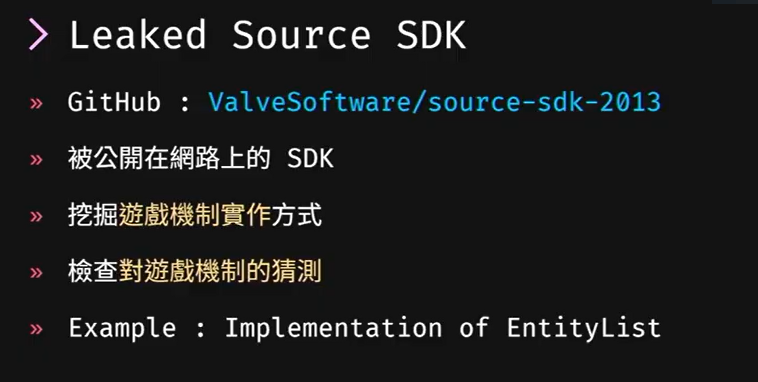 > Leaked Source SDK
» GitHub : ValveSoftware/source-sdk-2013
» 被公開在網路上的 SDK
» 挖掘遊戲機制實作方式
» 檢查對遊戲機制的猜測
» Example : Implementation of EntityList